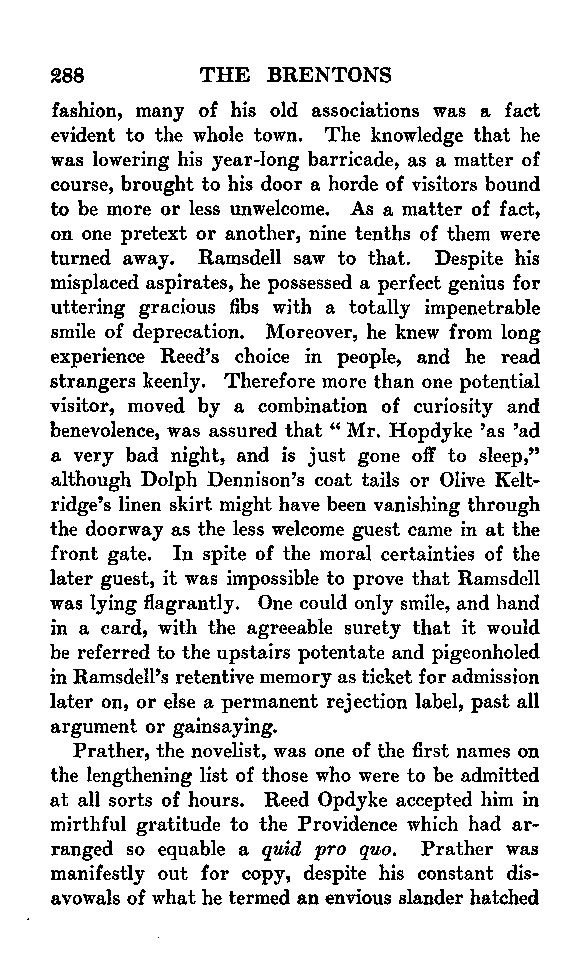 288 THE BRENTONS
fashion, many of his old associations was a fact
evident to the whole town. The knowledge that he
was lowering his year-long barricade, as a matter of
course, brought to his door a horde of visitors bound
to be more or less unwelcome. As a matter of fact,
on one pretext or another, nine tenths of them were
turned away. Ramsdell saw to that. Despite his
misplaced aspirates, he possessed a perfect genius for
uttering gracious fibs with a totally impenetrable
smile of deprecation. Moreover, he knew from long
experience Reed's choice in people, and he read
strangers keenly. Therefore more than one potential
visitor, moved by a combination of curiosity and
benevolence, was assured that " Mr. Hopdyke 'as 'ad
a very bad night, and is just gone off to sleep,"
although Dolph Dennison's coat tails or Olive Kelt-
ridge's linen skirt might have been vanishing through
the doorway as the less welcome guest came in at the
front gate. In spite of the moral certainties of the
later guest, it was impossible to prove that Ramsdell
was lying flagrantly. One could only smile, and hand
in a card, with the agreeable surety that it would
be referred to the upstairs potentate and pigeonholed
in Ramsdell's retentive memory as ticket for admission
later on, or else a permanent rejection label, past all
argument or gainsaying.
Prather, the novelist, was one of the first names on
the lengthening list of those who were to be admitted
at all sorts of hours. Reed Opdyke accepted him in
mirthful gratitude to the Providence which had ar-
ranged so equable a quid pro quo. Prather was
manifestly out for copy, despite his constant dis-
avowals of what he termed an envious slander hatched